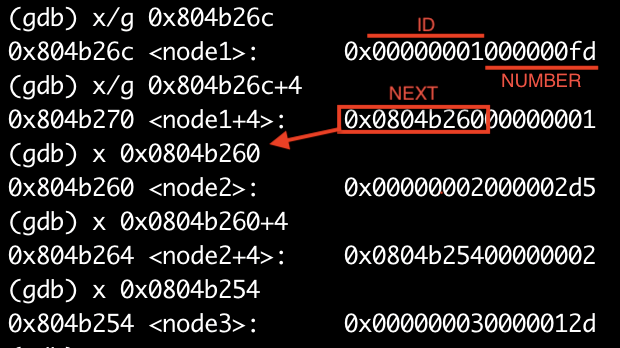 (gdb) x/g 0x804b26c
ID
0x804b26c <node1>: 0x00000001000000fd
(gdb) x/g 0x804b26c+4
NUMBER
NEXT
0x804b270 <node1+4>: 0x0804b26000000001
(gdb) x 0x0804b260
0x804b260 <node2>: 0x00000002000002d5
(gdb) x 0x0804b260+4
0x804b264 <node2+4>: 0x0804b25400000002
(gdb) x 0x0804b254
0x804b254 <node3>: 0x000000030000012d